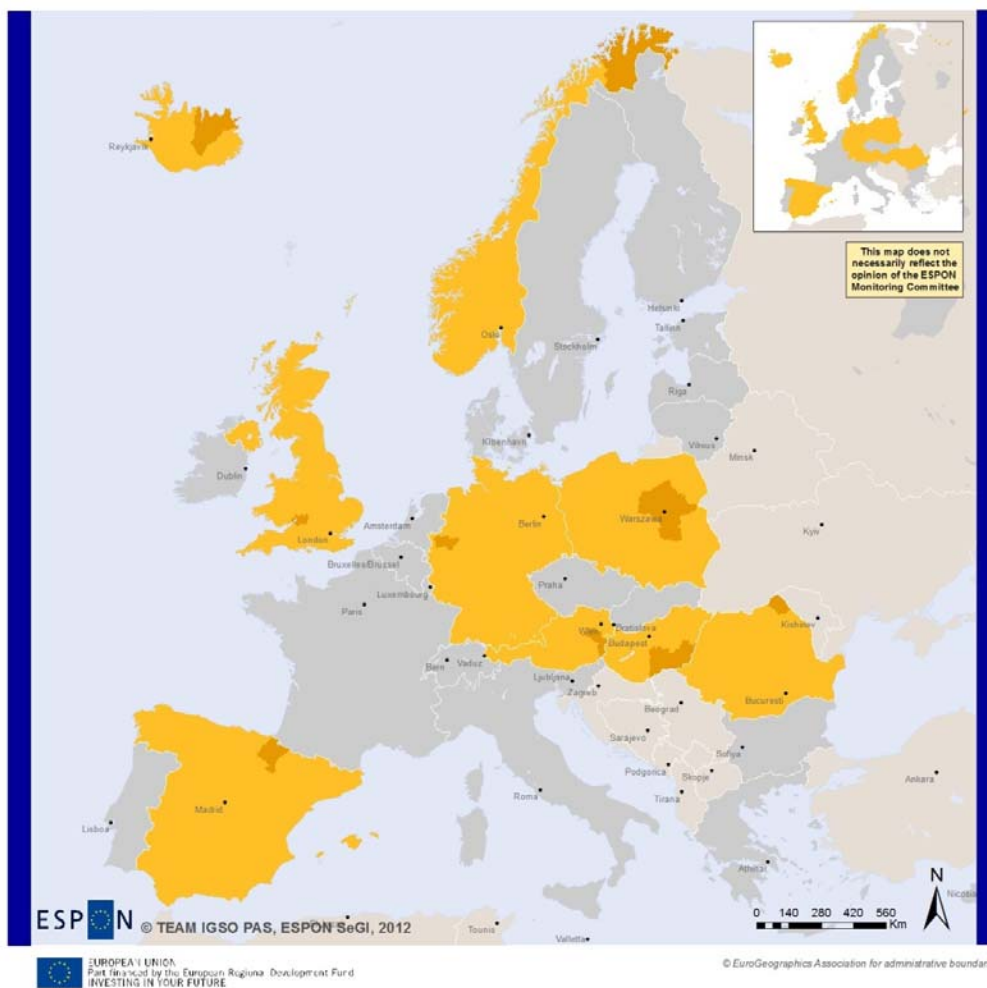 Reykjavik
This map does not
necessarily reflect the
opinion of the ESPON
Monitoring Committee
Helsinki
Tallinn
Oslo
Stockholm
Riga
Vilnius
København
Minsk
Dublin
Amsterdam
Berlin
Warszawa
London
Bruxelles/Brussel
Kyiv
Luxembourg
Praha
Paris
Kishinev
Wien
Bratislava
Budapest
Bern
Vaduz
Ljubljana
Zagreb
Bucuresti
Beograd
Sarajevo
Sofiya
Podgorica
Skopje
Ankara
Tirana
Roma
Madrid
Lisboa
Athinai
N
Nicosia
0 140 280 420 560
Km
ESPON © TEAM IGSO PAS, ESPON SeGI, 2012
Tounis
Valletta
EUROPEAN UNION
Part financed by the European Regional Development Fund
INVESTING IN YOUR FUTURE
© EuroGeographics Association for administrative boundar